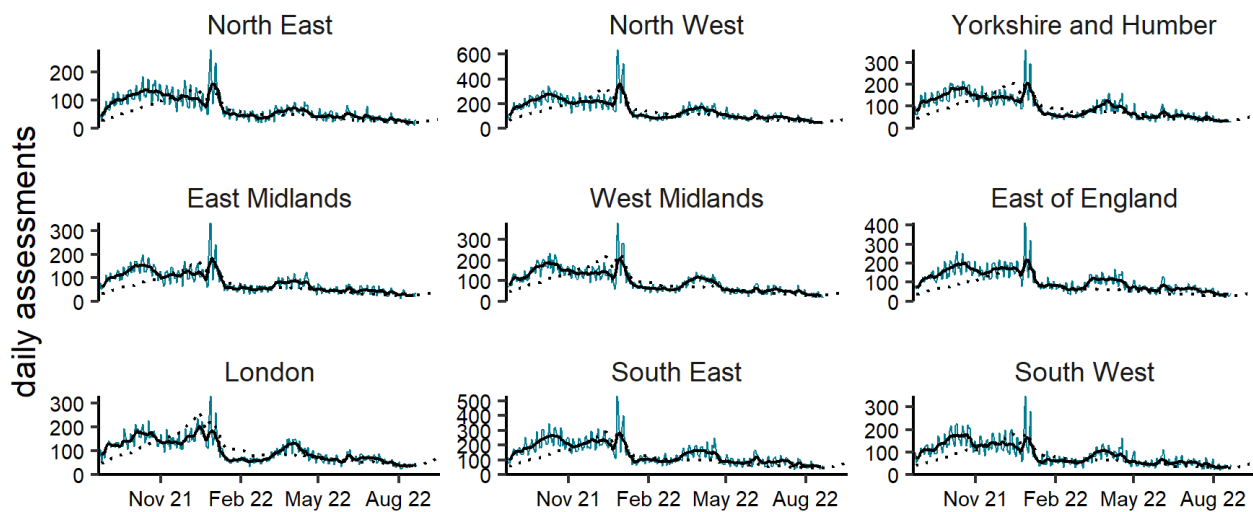 daily assessments
North East
200
100
0
North West
600
400
200
0
Yorkshire and Humber
300
200
100
0
East Midlands
300
200
100
0
West Midlands
300
200
100
0
East of England
400
300
200
100
0
London
300
200
100
0
Nov 21 Feb 22 May 22 Aug 22
South East
500
400
300
200
100
0
Nov 21 Feb 22 May 22 Aug 22
South West
300
200
100
0
Nov 21 Feb 22 May 22 Aug 22